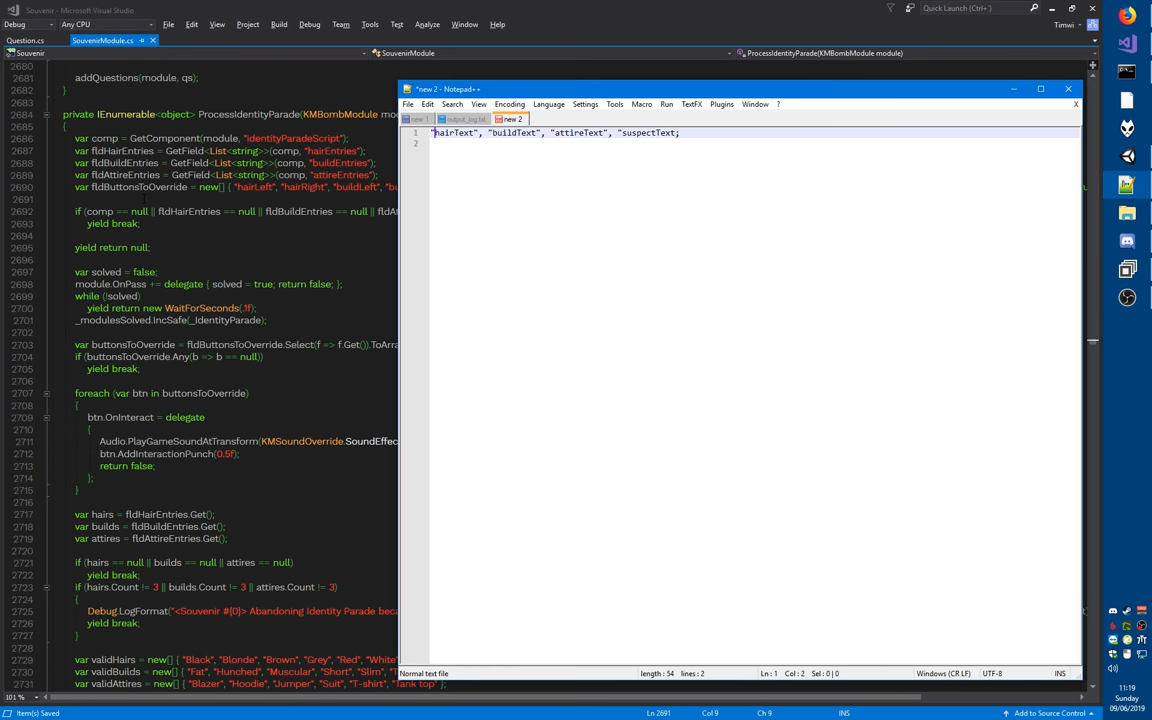 Souvenir - Microsoft Visual Studio
Quick Launch (Ctrl+')
Debug
Any CPU
File Edit View Project Build Debug Team Tools Test Analyze Window Help
Timwi
Question.cs SouvenirModule.cs
Souvenir SouvenirModule ProcessIdentityParade(KMBombModule module)
2680
2681 addQuestions(module, qs);
2682 }
2683
2684 private IEnumerable<object> ProcessIdentityParade(KMBombModule mod
2685 {
2686 var comp = GetComponent(module, "identityParadeScript");
2687 var fldHairEntries = GetField<List<string>>(comp, "hairEntries");
2688 var fldBuildEntries = GetField<List<string>>(comp, "buildEntries");
2689 var fldAttireEntries = GetField<List<string>>(comp, "attireEntries");
2690 var fldButtonsToOverride = new[] { "hairLeft", "hairRight", "buildLeft", "bu
2691
2692 if (comp == null || fldHairEntries == null || fldBuildEntries == null || fldAt
2693 yield break;
2694
2695 yield return null;
2696
2697 var solved = false;
2698 module.OnPass += delegate { solved = true; return false; };
2699 while (!solved)
2700 yield return new WaitForSeconds(.1f);
2701 _modulesSolved.IncSafe(_IdentityParade);
2702
2703 var buttonsToOverride = fldButtonsToOverride.Select(f => f.Get()).ToArra
2704 if (buttonsToOverride.Any(b => b == null))
2705 yield break;
2706
2707 foreach (var btn in buttonsToOverride)
2708 {
2709 btn.OnInteract = delegate
2710 {
2711 Audio.PlayGameSoundAtTransform(KMSoundOverride.SoundEffec
2712 btn.AddInteractionPunch(0.5f);
2713 return false;
2714 };
2715 }
2716
2717 var hairs = fldHairEntries.Get();
2718 var builds = fldBuildEntries.Get();
2719 var attires = fldAttireEntries.Get();
2720
2721 if (hairs == null || builds == null || attires == null)
2722 yield break;
2723 if (hairs.Count != 3 || builds.Count != 3 || attires.Count != 3)
2724 {
2725 Debug.LogFormat("<Souvenir #{0}> Abandoning Identity Parade beca
2726 yield break;
2727 }
2728
2729 var validHairs = new[] { "Black", "Blonde", "Brown", "Grey", "Red", "White"
2730 var validBuilds = new[] { "Fat", "Hunched", "Muscular", "Short", "Slim", "T
2731 var validAttires = new[] { "Blazer", "Hoodie", "Jumper", "Suit", "T-shirt", "Tank top" }
101 %
Item(s) Saved
Ln 2691 Col 9 Ch 9 INS
Add to Source Control
*new 2 - Notepad++
File Edit Search View Encoding Language Settings Tools Macro Run TextFX Plugins Window ? X
new 1 output_log.txt new 2
1 "hairText", "buildText", "attireText", "suspectText;
2
Normal text file length : 54 lines : 2 Ln : 1 Col : 2 Sel : 0 | 0 Windows (CR LF) UTF-8 INS
11:19
Sunday
09/06/2019